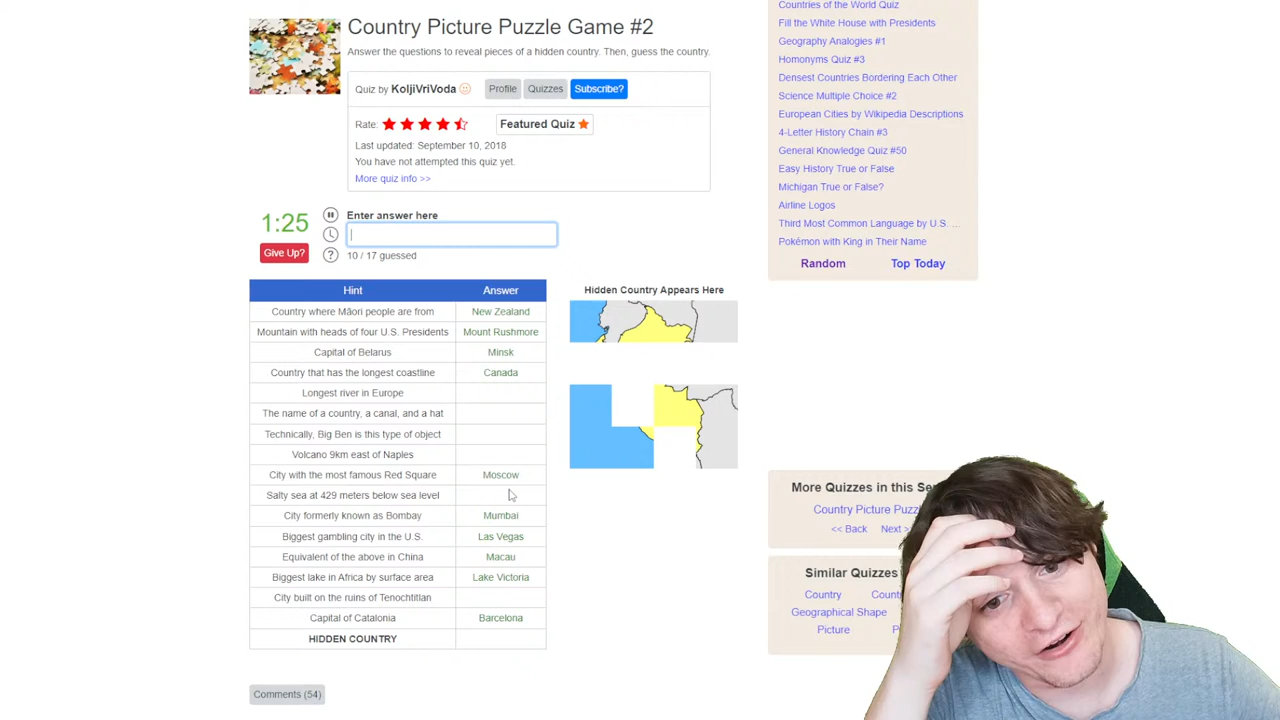 Country Picture Puzzle Game #2
Answer the questions to reveal pieces of a hidden country. Then, guess the country.
Quiz by KoljiVriVoda
Profile
Quizzes
Subscribe?
Rate:
Featured Quiz
Last updated: September 10, 2018
You have not attempted this quiz yet.
More quiz info >>
1:25
Give Up?
Enter answer here
10 / 17 guessed
Hint Answer
Country where Māori people are from New Zealand
Mountain with heads of four U.S. Presidents Mount Rushmore
Capital of Belarus Minsk
Country that has the longest coastline Canada
Longest river in Europe
The name of a country, a canal, and a hat
Technically, Big Ben is this type of object
Volcano 9km east of Naples
City with the most famous Red Square Moscow
Salty sea at 429 meters below sea level
City formerly known as Bombay Mumbai
Biggest gambling city in the U.S. Las Vegas
Equivalent of the above in China Macau
Biggest lake in Africa by surface area Lake Victoria
City built on the ruins of Tenochtitlan
Capital of Catalonia Barcelona
HIDDEN COUNTRY
Comments (54)
Hidden Country Appears Here
Countries of the World Quiz
Fill the White House with Presidents
Geography Analogies #1
Homonyms Quiz #3
Densest Countries Bordering Each Other
Science Multiple Choice #2
European Cities by Wikipedia Descriptions
4-Letter History Chain #3
General Knowledge Quiz #50
Easy History True or False
Michigan True or False?
Airline Logos
Third Most Common Language by U.S. ...
Pokémon with King in Their Name
Random
Top Today
More Quizzes in this Se
Country Picture Puzzl
<< Back
Next >
Similar Quizzes
Country
Count
Geographical Shape
Picture